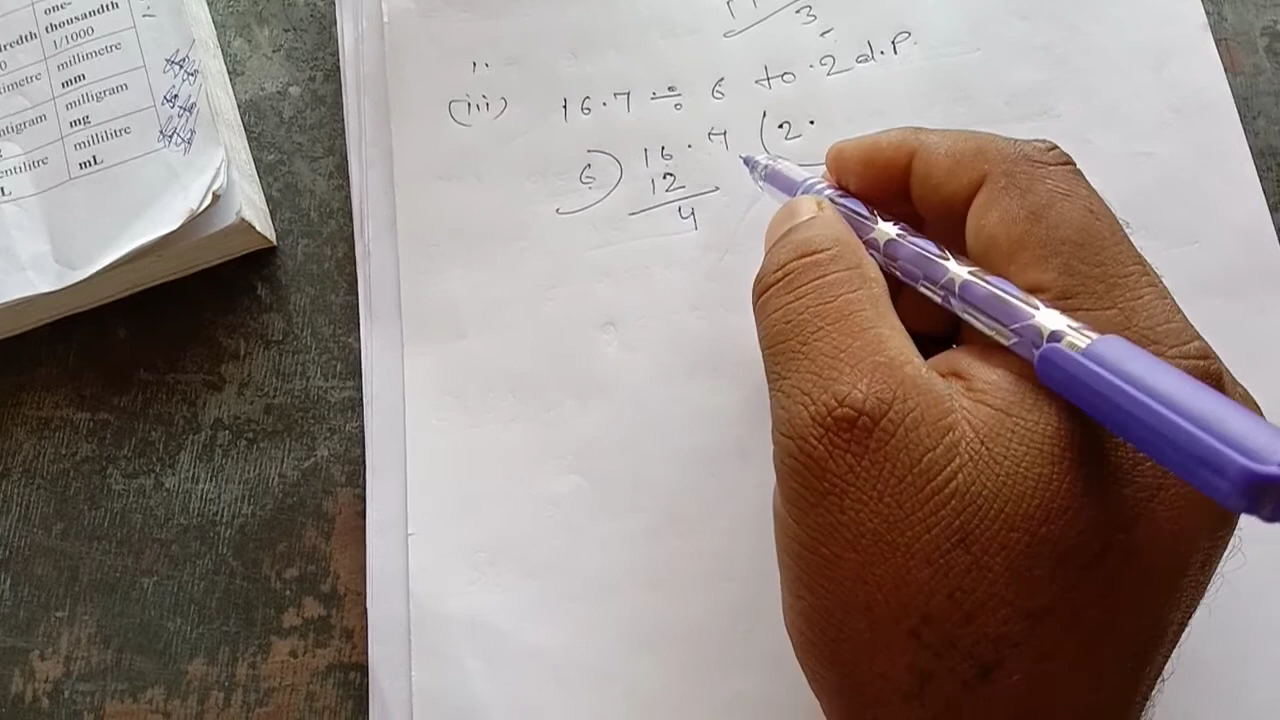 one-
thousandth
1/1000
millimetre
mm
milligram
mg
millilitre
mL
3
(iii) 16.7 ÷ 6 to 2 d.P.
6) 16.7 (2.
12
4